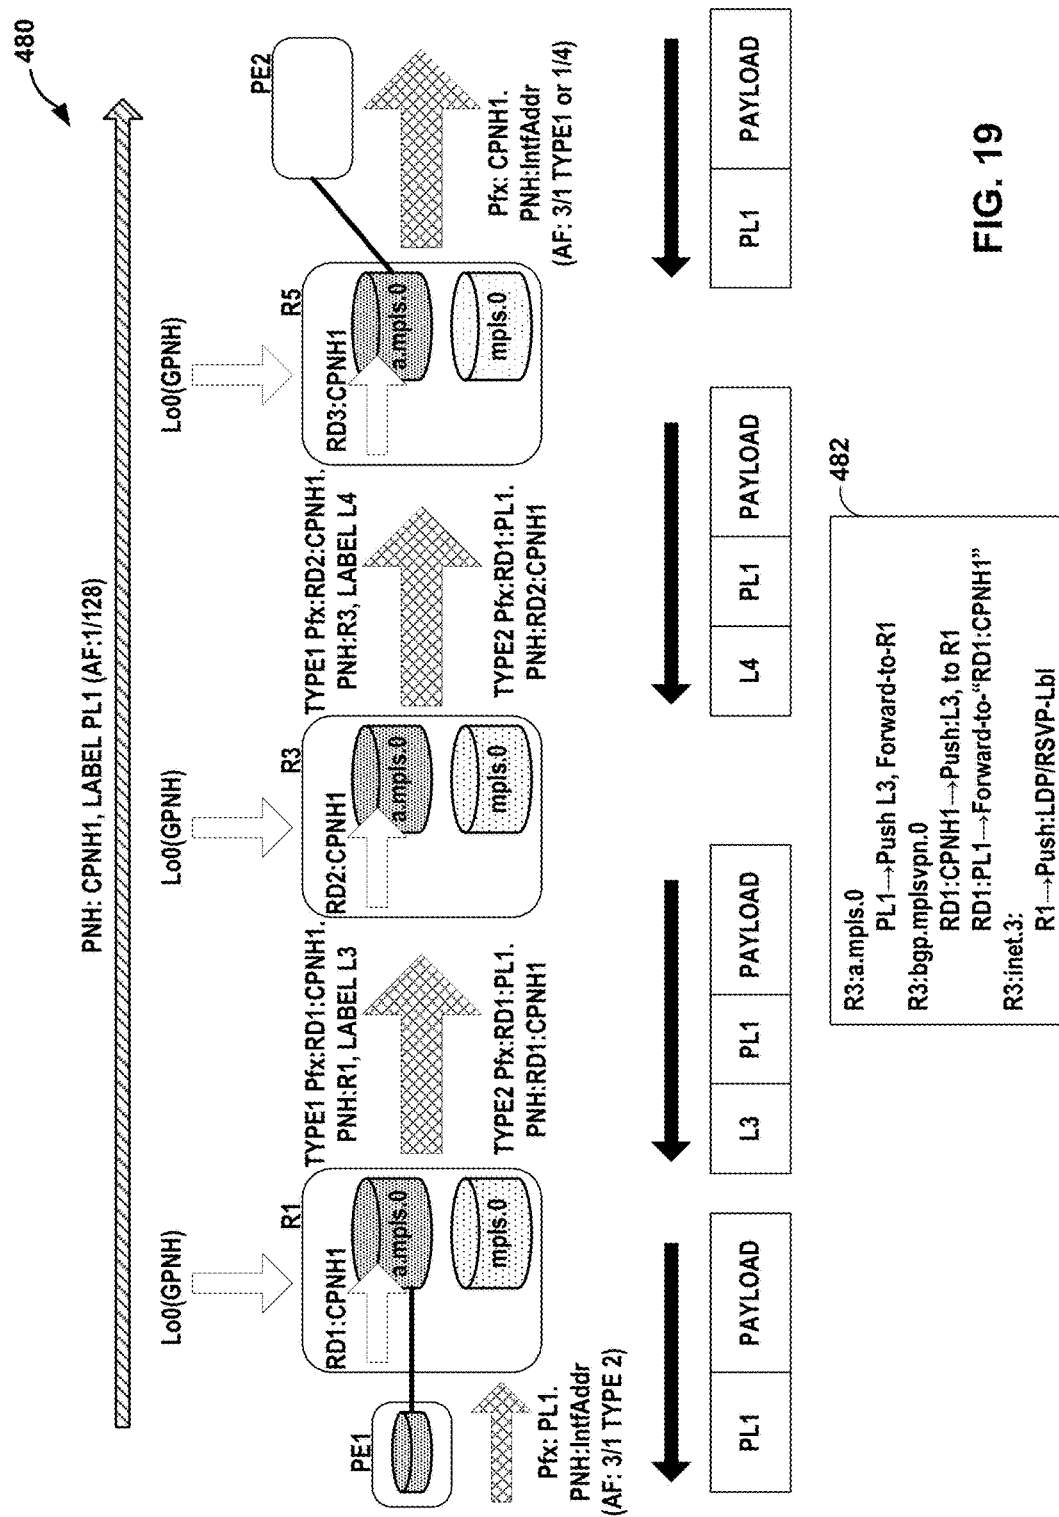 480
PNH: CPNH1, LABEL PL1 (AF:1/128)
Lo0(GPNH)
Lo0(GPNH)
Lo0(GPNH)
PE1
R1
RD1:CPNH1
a.mpls.0
mpls.0
TYPE1 Pfx:RD1:CPNH1.
PNH:R1, LABEL L3
TYPE2 Pfx:RD1:PL1.
PNH:RD1:CPNH1
R3
RD2:CPNH1
a.mpls.0
mpls.0
TYPE1 Pfx:RD2:CPNH1.
PNH:R3, LABEL L4
TYPE2 Pfx:RD1:PL1.
PNH:RD2:CPNH1
R5
RD3:CPNH1
a.mpls.0
mpls.0
PE2
Pfx: PL1.
PNH:IntfAddr
(AF: 3/1 TYPE 2)
Pfx: CPNH1.
PNH:IntfAddr
(AF: 3/1 TYPE1 or 1/4)
PL1 PAYLOAD
L3 PL1 PAYLOAD
L4 PL1 PAYLOAD
PL1 PAYLOAD
482
R3:a.mpls.0
PL1→Push L3, Forward-to-R1
R3:bgp.mplsvpn.0
RD1:CPNH1→Push:L3, to R1
RD1:PL1→Forward-to-“RD1:CPNH1”
R3:inet.3:
R1→Push:LDP/RSVP-Lbl
FIG. 19